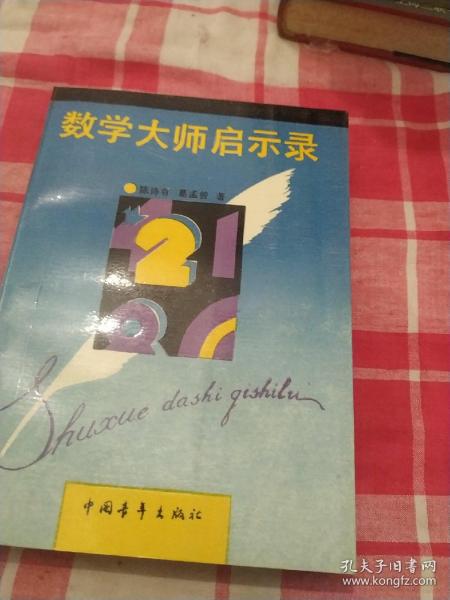 数学大师启示录
陈诗谷 葛孟曾 著
2
Shuxue dashi qishilu
中国青年出版社
孔夫子旧书网
www.kongfz.com